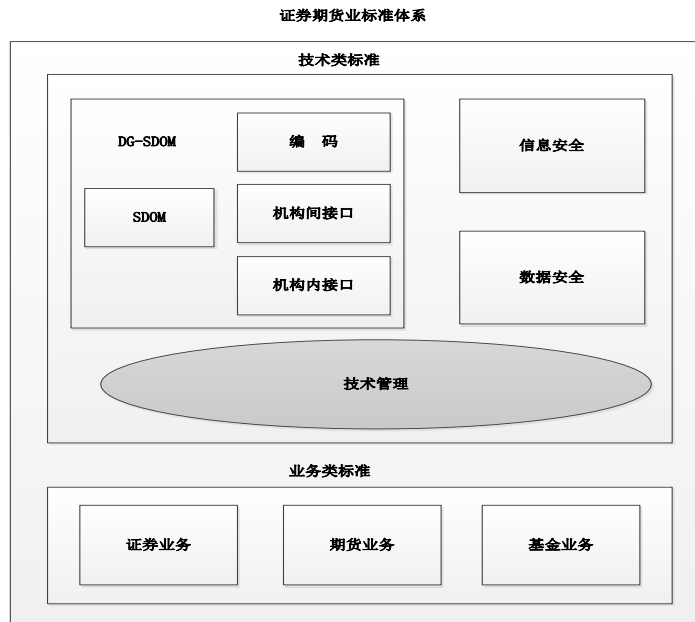 证券期货业标准体系
技术类标准
DG-SDOM
编 码
信息安全
SDOM
机构间接口
机构内接口
数据安全
技术管理
业务类标准
证券业务
期货业务
基金业务